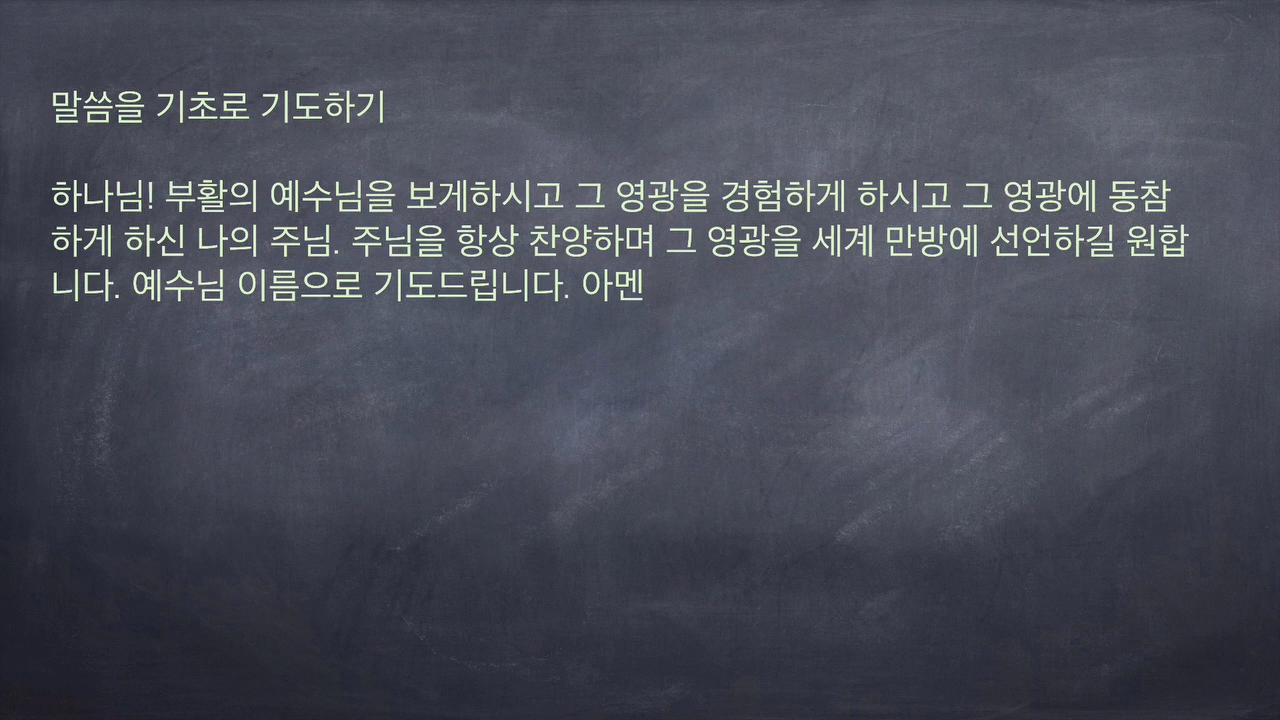 말씀을 기초로 기도하기
하나님! 부활의 예수님을 보게하시고 그 영광을 경험하게 하시고 그 영광에 동참
하게 하신 나의 주님. 주님을 항상 찬양하며 그 영광을 세계 만방에 선언하길 원합
니다. 예수님 이름으로 기도드립니다. 아멘